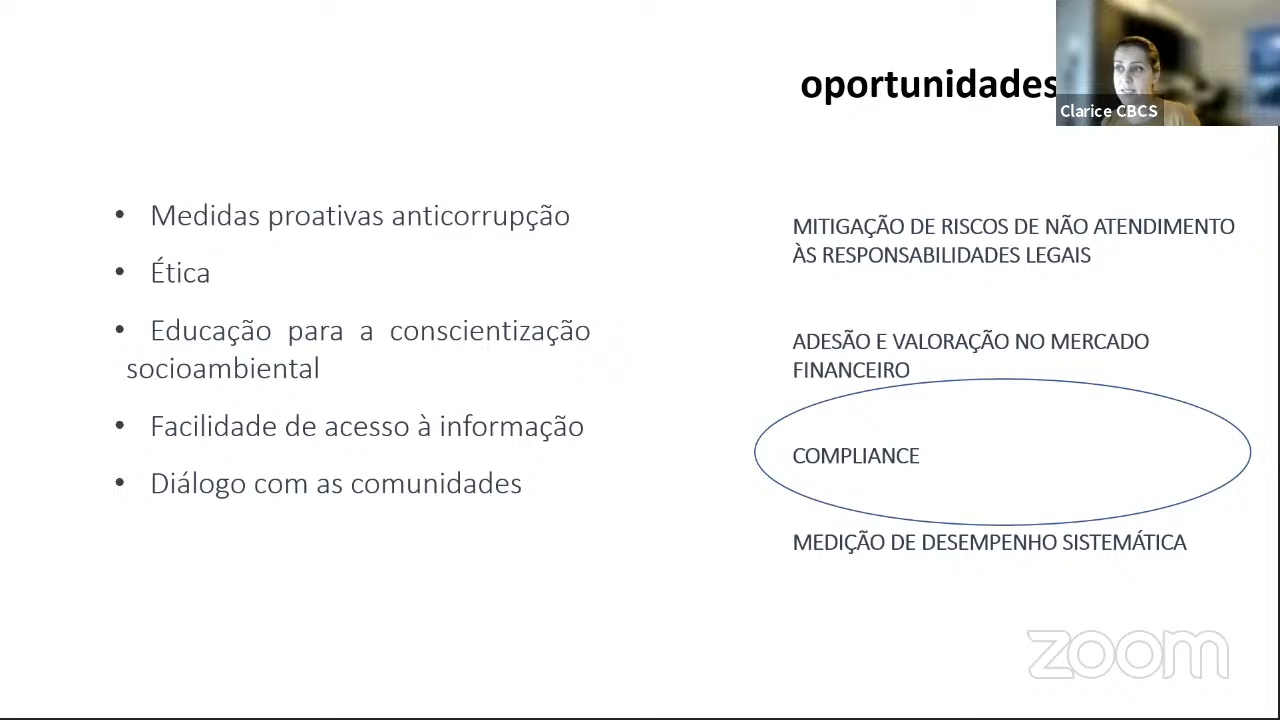 oportunidades
Clarice CBCS
• Medidas proativas anticorrupção
• Ética
• Educação para a conscientização
socioambiental
• Facilidade de acesso à informação
• Diálogo com as comunidades
MITIGAÇÃO DE RISCOS DE NÃO ATENDIMENTO
ÀS RESPONSABILIDADES LEGAIS
ADESÃO E VALORAÇÃO NO MERCADO
FINANCEIRO
COMPLIANCE
MEDIÇÃO DE DESEMPENHO SISTEMÁTICA
zoom